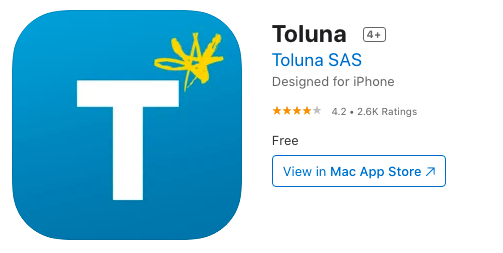 T
Toluna 4+
Toluna SAS
Designed for iPhone
4.2 • 2.6K Ratings
Free
View in Mac App Store ↗